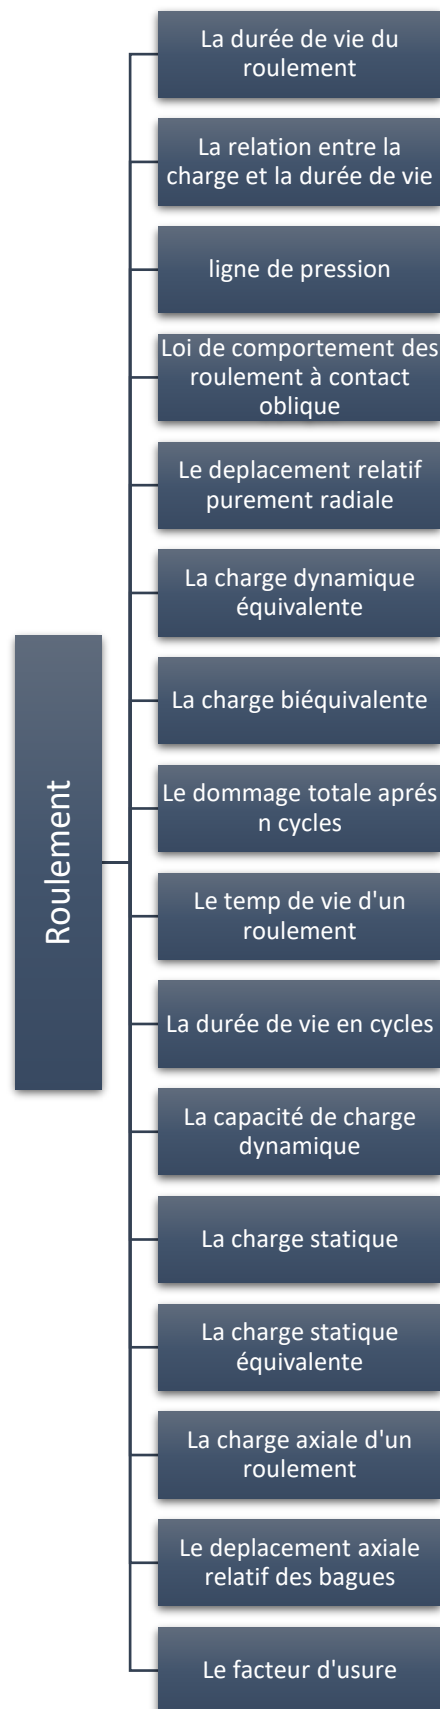 Roulement
La durée de vie du
roulement
La relation entre la
charge et la durée de vie
ligne de pression
Loi de comportement des
roulement à contact
oblique
Le deplacement relatif
purement radiale
La charge dynamique
équivalente
La charge biéquivalente
Le dommage totale aprés
n cycles
Le temp de vie d'un
roulement
La durée de vie en cycles
La capacité de charge
dynamique
La charge statique
La charge statique
équivalente
La charge axiale d'un
roulement
Le deplacement axiale
relatif des bagues
Le facteur d'usure